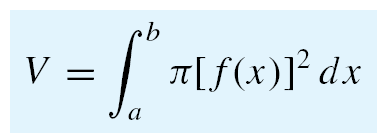 V = ∫_a^b π[f(x)]² dx